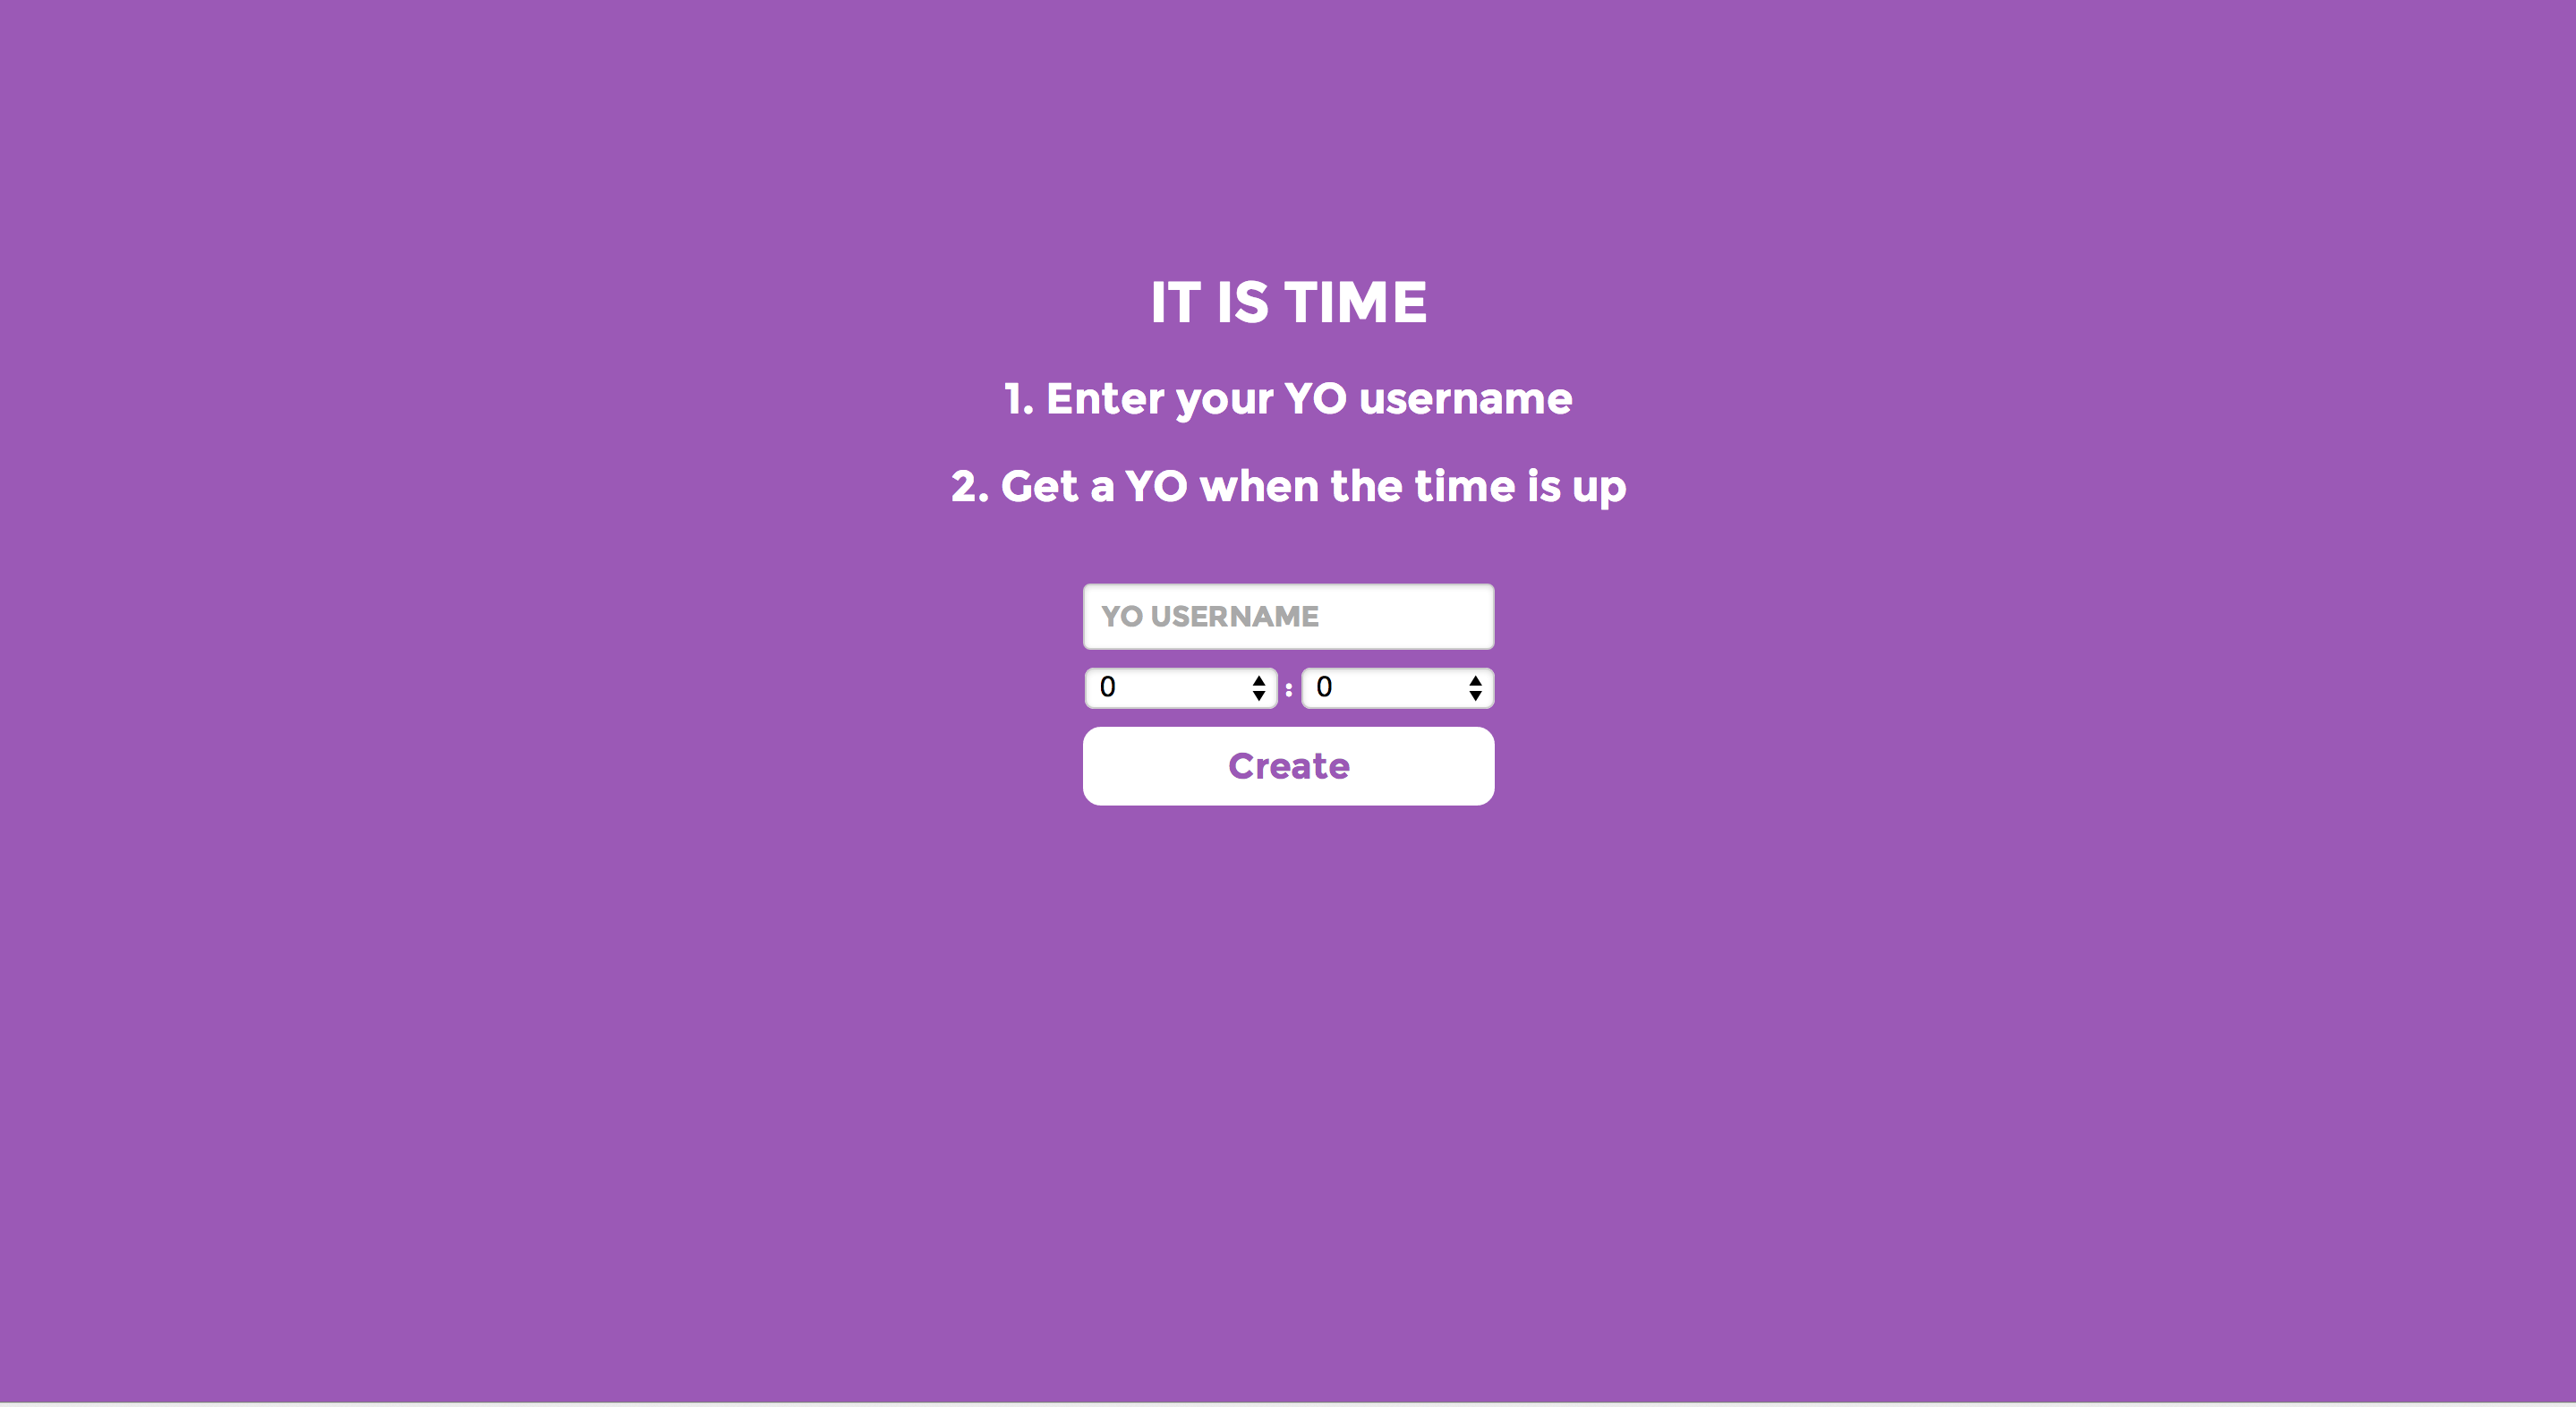 IT IS TIME
1. Enter your YO username
2. Get a YO when the time is up
YO USERNAME
0 : 0
Create